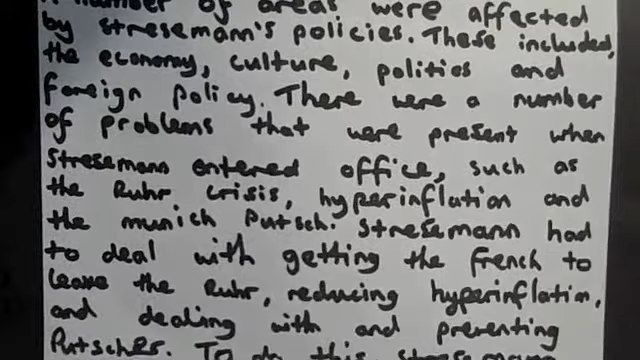 A number of areas were affected
by stresemann's policies. These included,
the economy, culture, politics and
foreign policy. There were a number
of problems that were present when
Stresemann entered office, such as
the Ruhr crisis, hyperinflation and
the munich Putsch. Stresemann had
to deal with getting the french to
leave the Ruhr, reducing hyperinflation,
and dealing with and preventing
Putsches. To do this